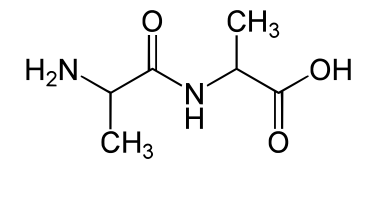 O CH₃
H₂N OH
N
H
CH₃ O